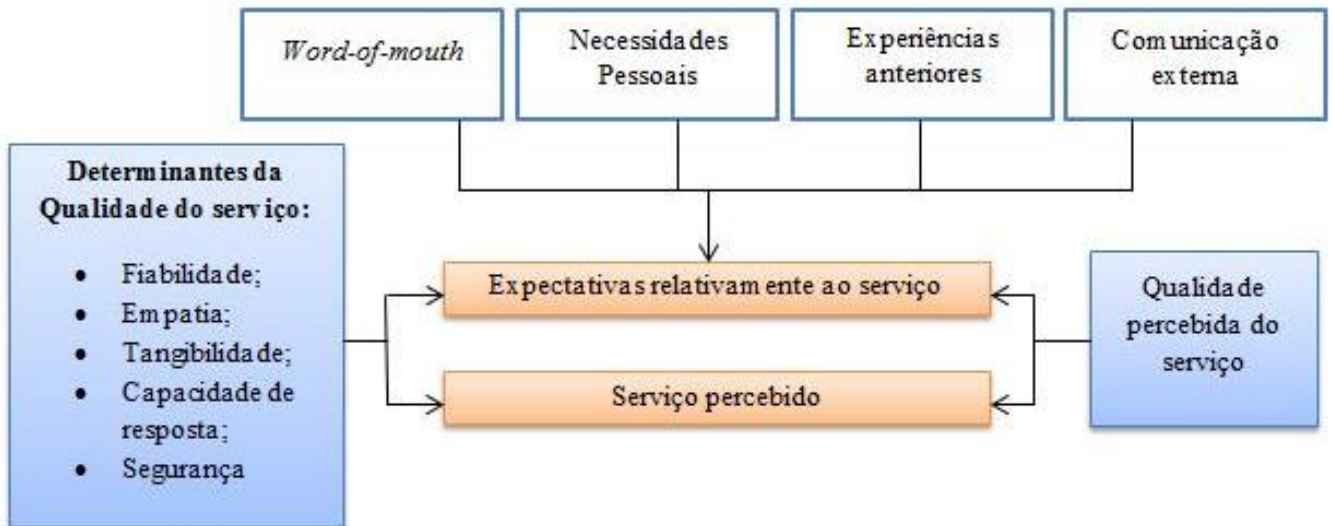 Word-of-mouth
Necessidades
Pessoais
Experiências
anteriores
Comunicação
externa
Determinantes da
Qualidade do serviço:
• Fiabilidade;
• Empatia;
• Tangibilidade;
• Capacidade de
resposta;
• Segurança
Expectativas relativamente ao serviço
Serviço percebido
Qualidade
percebida do
serviço